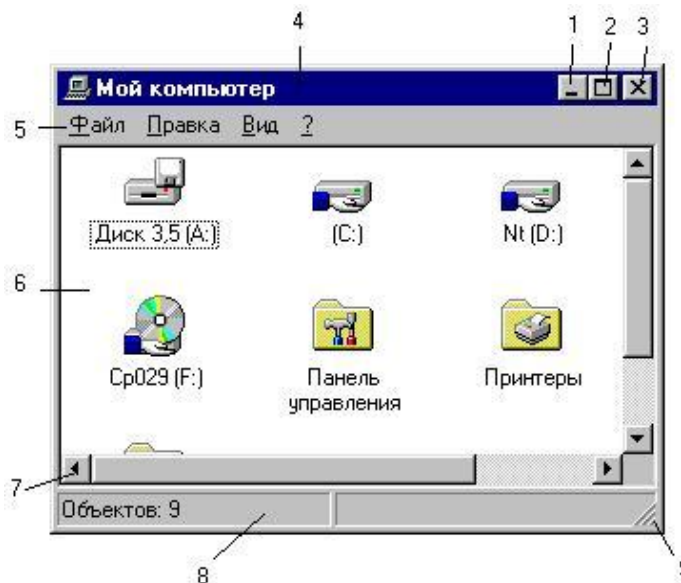 4 1 2 3
Мой компьютер
5 Файл Правка Вид ?
Диск 3,5 (A:) (C:) Nt (D:)
6
Cp029 (F:) Панель управления Принтеры
7
Объектов: 9
8 9